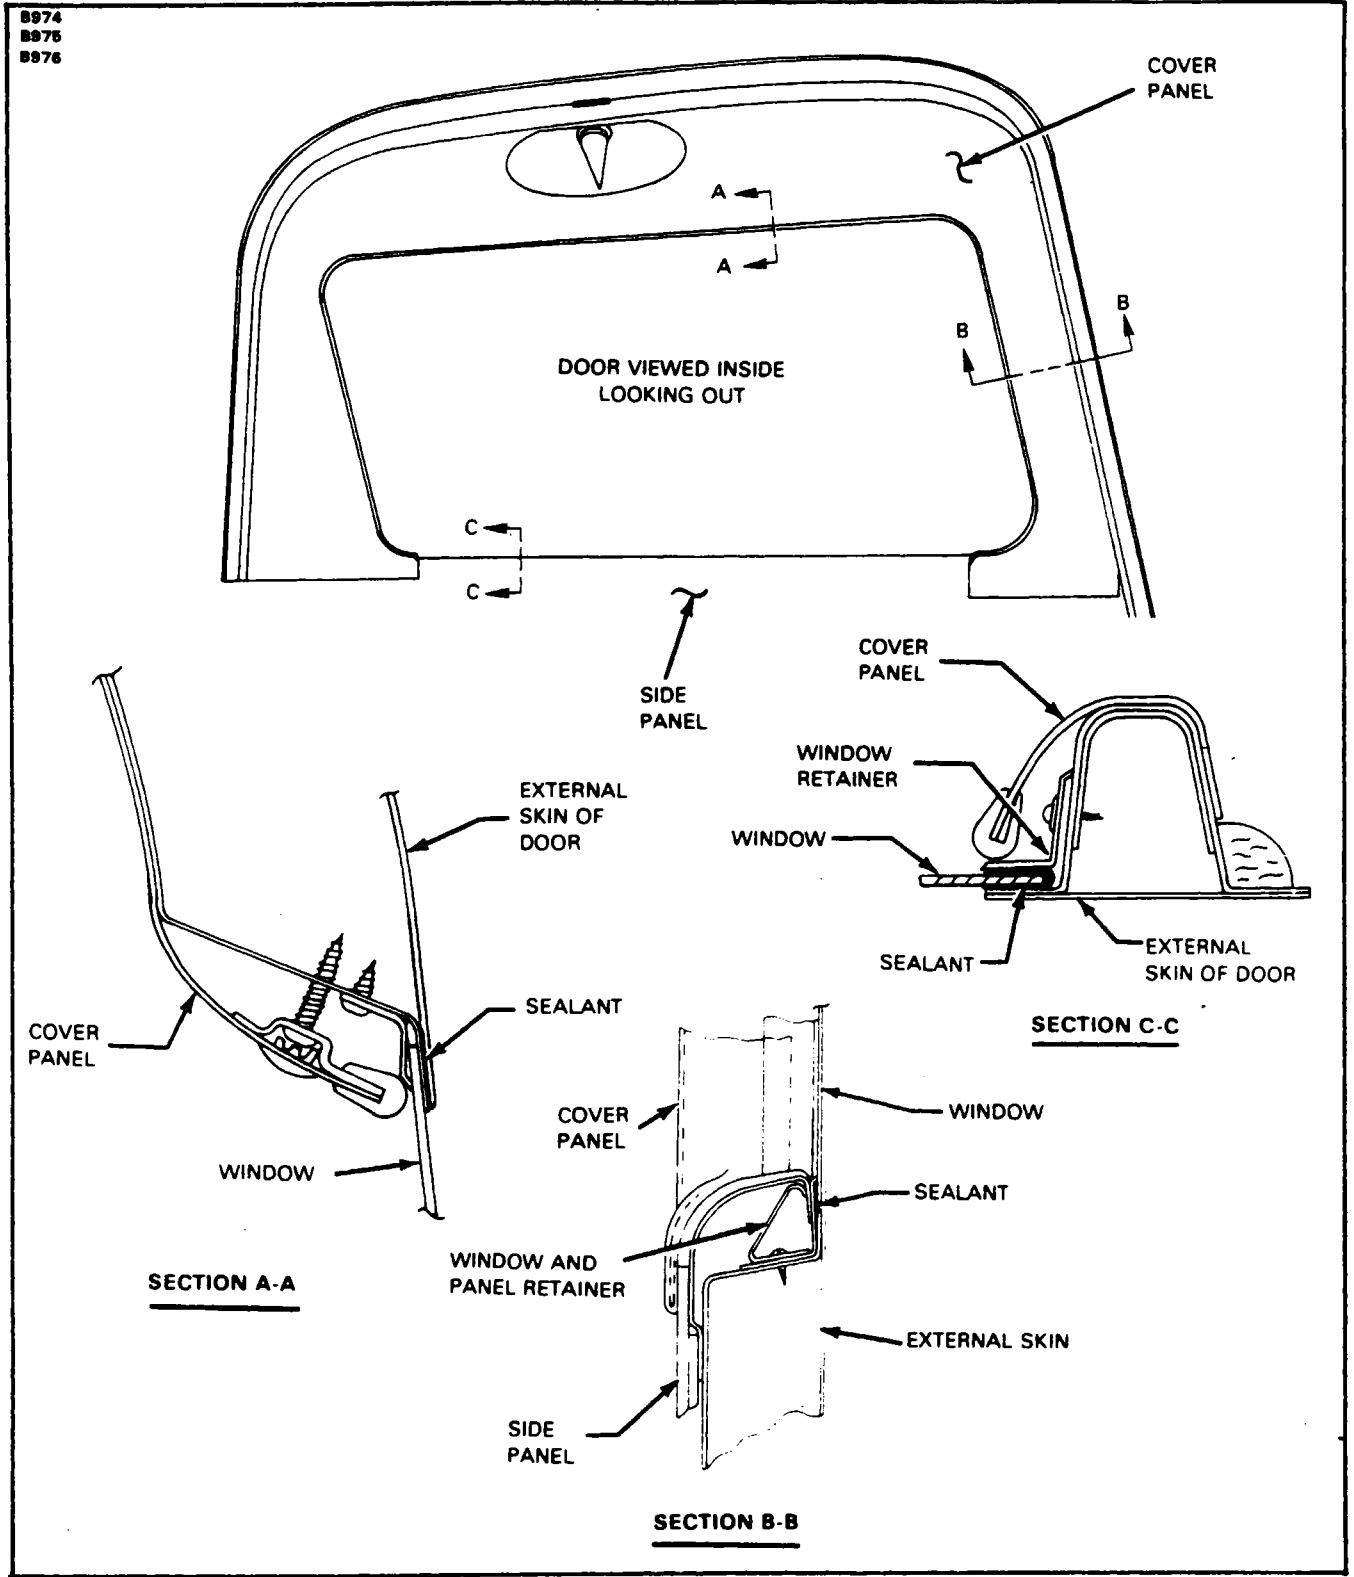 B974
B975
B976
COVER
PANEL
A
A
B
B
DOOR VIEWED INSIDE
LOOKING OUT
C
C
SIDE
PANEL
COVER
PANEL
WINDOW
RETAINER
WINDOW
SEALANT
EXTERNAL
SKIN OF DOOR
SECTION C-C
EXTERNAL
SKIN OF
DOOR
SEALANT
COVER
PANEL
WINDOW
SECTION A-A
COVER
PANEL
WINDOW
SEALANT
WINDOW AND
PANEL RETAINER
EXTERNAL SKIN
SIDE
PANEL
SECTION B-B